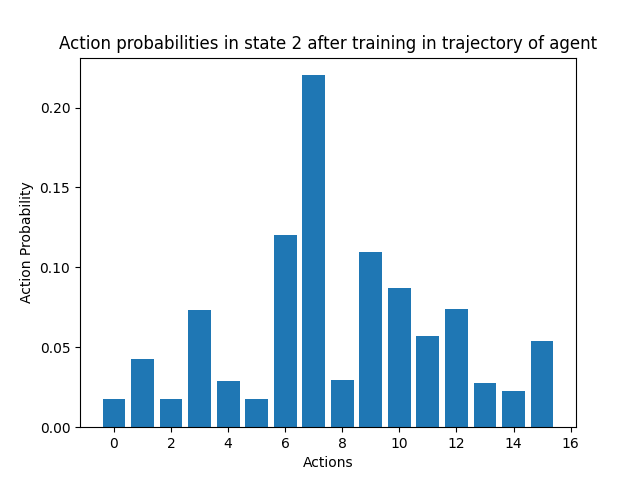 Action probabilities in state 2 after training in trajectory of agent
0.20
0.15
0.10
0.05
0.00
Action Probability
0 2 4 6 8 10 12 14 16
Actions